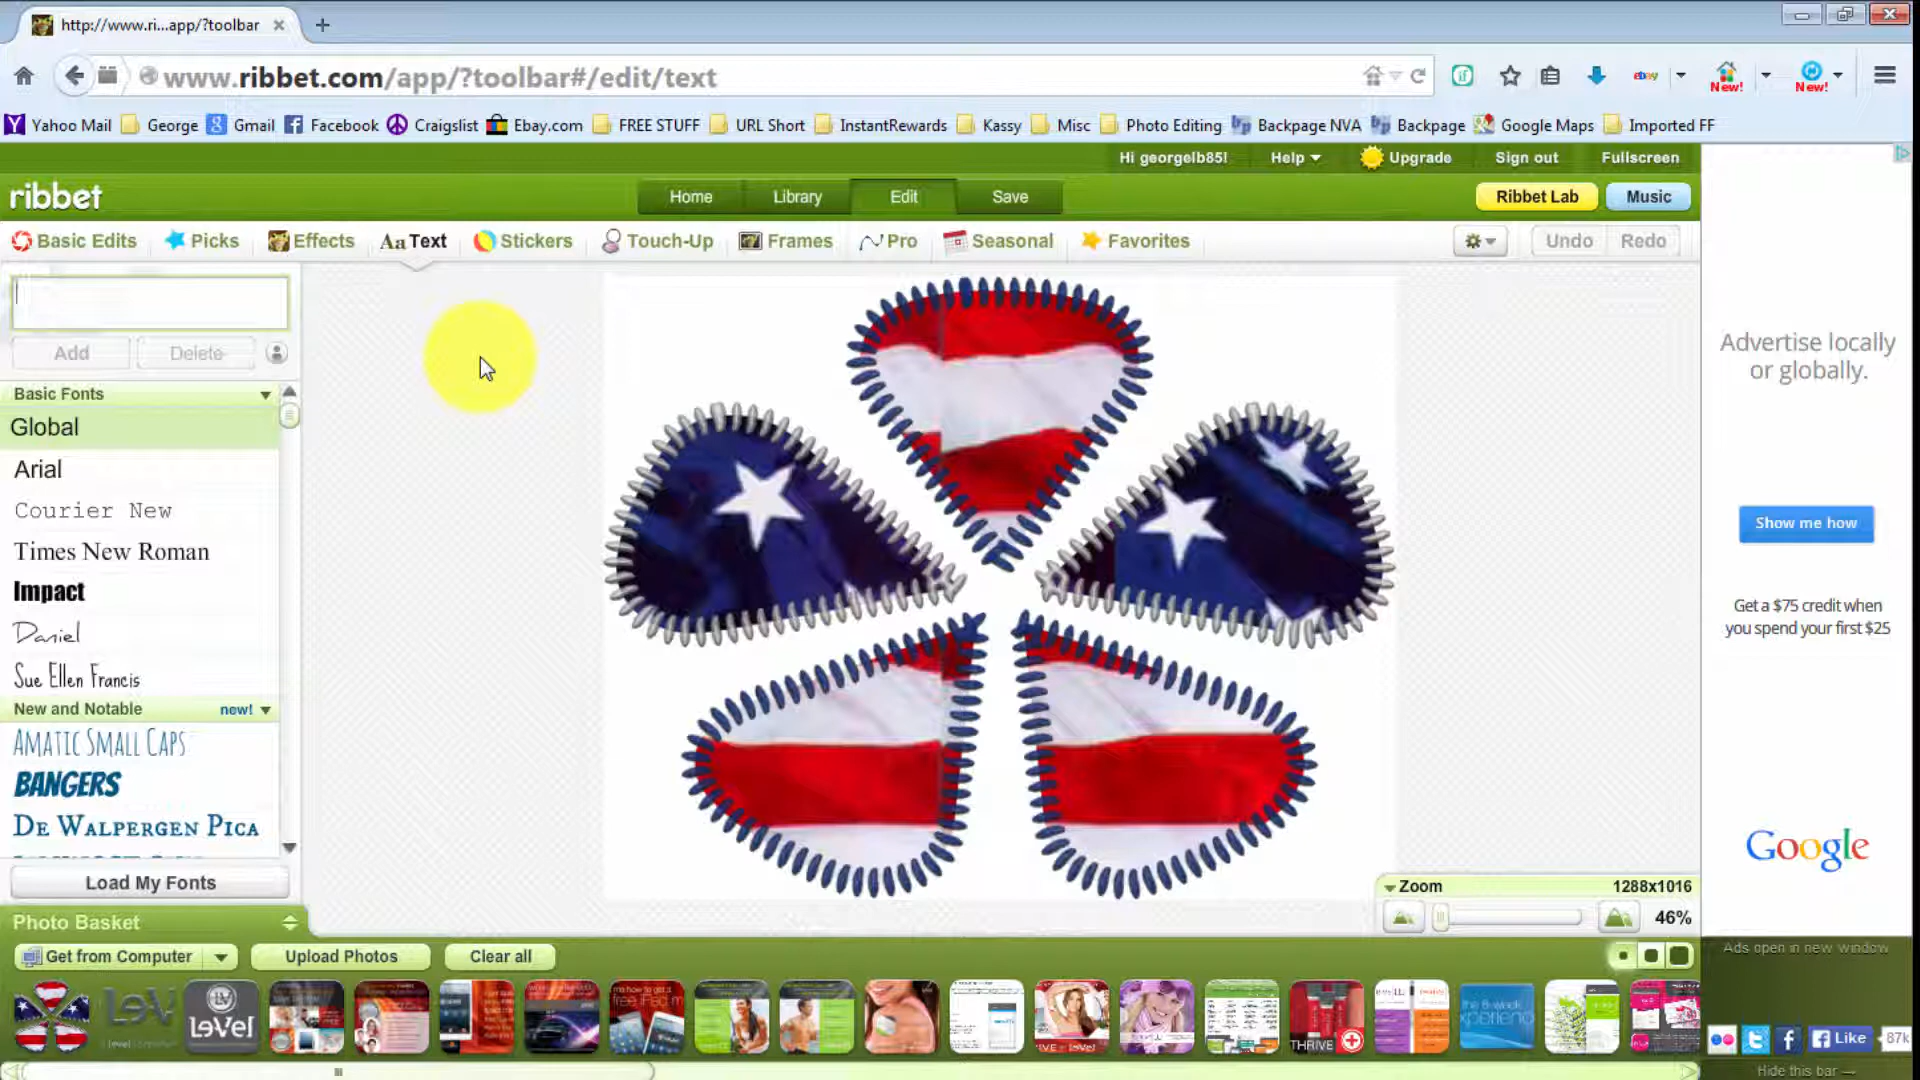 http://www.ri...app/?toolbar
www.ribbet.com/app/?toolbar#/edit/text
ebay
New!
New!
Yahoo Mail George Gmail Facebook Craigslist Ebay.com FREE STUFF URL Short InstantRewards Kassy Misc Photo Editing Backpage NVA Backpage Google Maps Imported FF
Hi georgelb85! Help Upgrade Sign out Fullscreen
ribbet
Home Library Edit Save
Ribbet Lab Music
Basic Edits Picks Effects Aa Text Stickers Touch-Up Frames Pro Seasonal Favorites
Undo Redo
Add Delete
Basic Fonts
Global
Arial
Courier New
Times New Roman
Impact
Daniel
Sue Ellen Francis
New and Notable new!
Amatic Small Caps
BANGERS
De Walpergen Pica
Load My Fonts
Advertise locally
or globally.
Show me how
Get a $75 credit when
you spend your first $25
Google
Zoom 1288x1016
46%
Photo Basket
Get from Computer Upload Photos Clear all
Ads open in new window
LeVeL
THRIVE
Like 87k
Hide this bar —